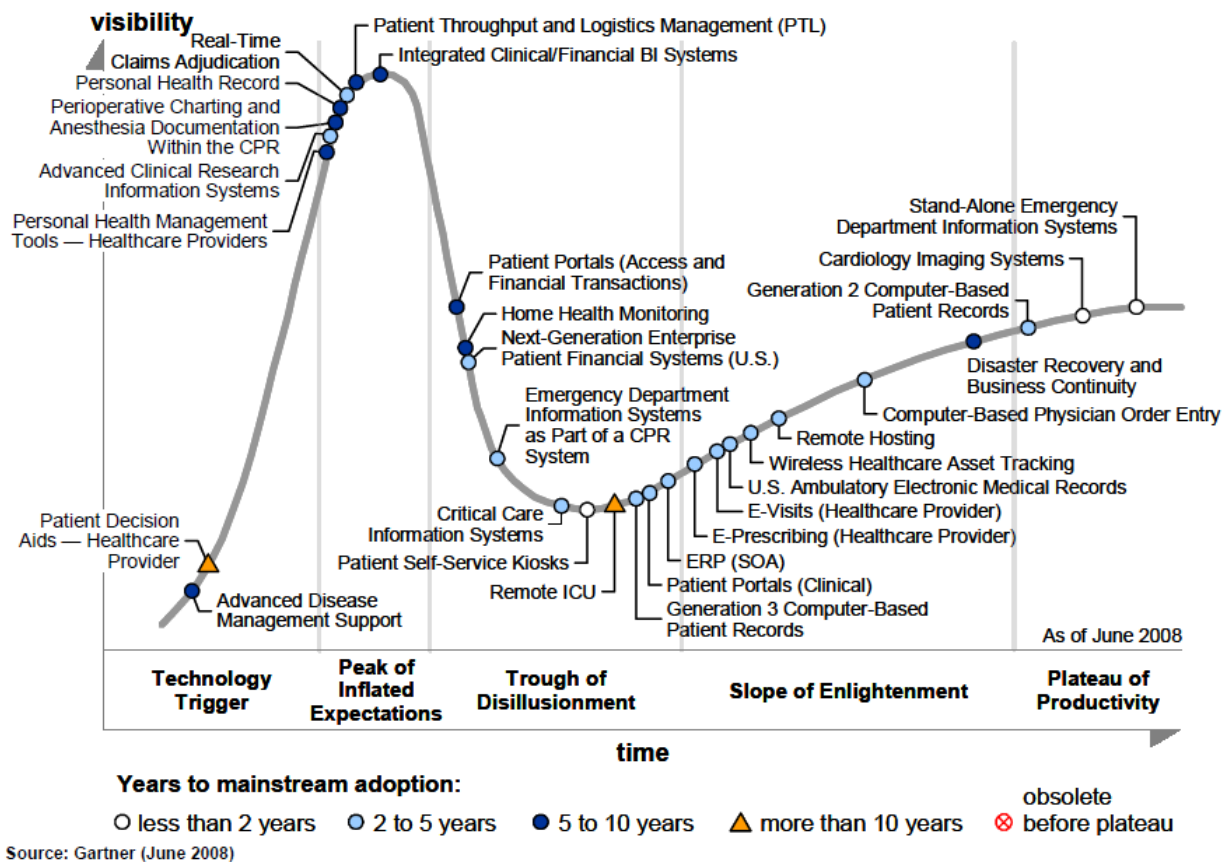 visibility
Real-Time
Claims Adjudication
Personal Health Record
Perioperative Charting and
Anesthesia Documentation
Within the CPR
Advanced Clinical Research
Information Systems
Personal Health Management
Tools — Healthcare Providers
Patient Throughput and Logistics Management (PTL)
Integrated Clinical/Financial BI Systems
Patient Portals (Access and
Financial Transactions)
Home Health Monitoring
Next-Generation Enterprise
Patient Financial Systems (U.S.)
Emergency Department
Information Systems
as Part of a CPR
System
Stand-Alone Emergency
Department Information Systems
Cardiology Imaging Systems
Generation 2 Computer-Based
Patient Records
Disaster Recovery and
Business Continuity
Computer-Based Physician Order Entry
Remote Hosting
Wireless Healthcare Asset Tracking
U.S. Ambulatory Electronic Medical Records
E-Visits (Healthcare Provider)
E-Prescribing (Healthcare Provider)
ERP (SOA)
Patient Portals (Clinical)
Generation 3 Computer-Based
Patient Records
Critical Care
Information Systems
Patient Self-Service Kiosks
Remote ICU
Patient Decision
Aids — Healthcare
Provider
Advanced Disease
Management Support
As of June 2008
Technology
Trigger
Peak of
Inflated
Expectations
Trough of
Disillusionment
Slope of Enlightenment
Plateau of
Productivity
time
Years to mainstream adoption:
less than 2 years
2 to 5 years
5 to 10 years
more than 10 years
obsolete
before plateau
Source: Gartner (June 2008)